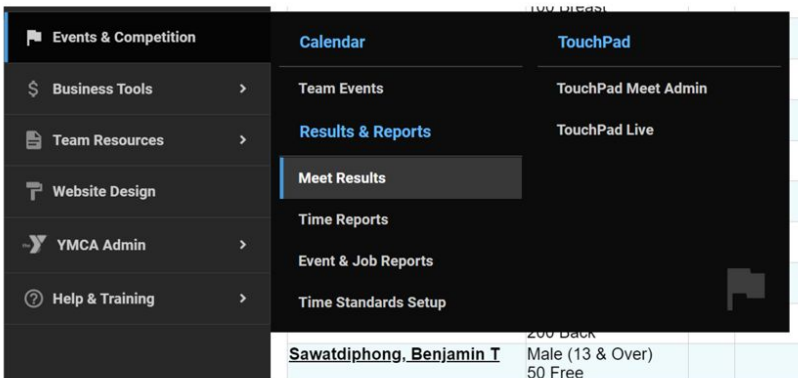 100 Breast
Events & Competition
Business Tools
Team Resources
Website Design
YMCA Admin
Help & Training
Calendar
Team Events
Results & Reports
Meet Results
Time Reports
Event & Job Reports
Time Standards Setup
TouchPad
TouchPad Meet Admin
TouchPad Live
200 Back
Sawatdiphong, Benjamin T
Male (13 & Over)
50 Free